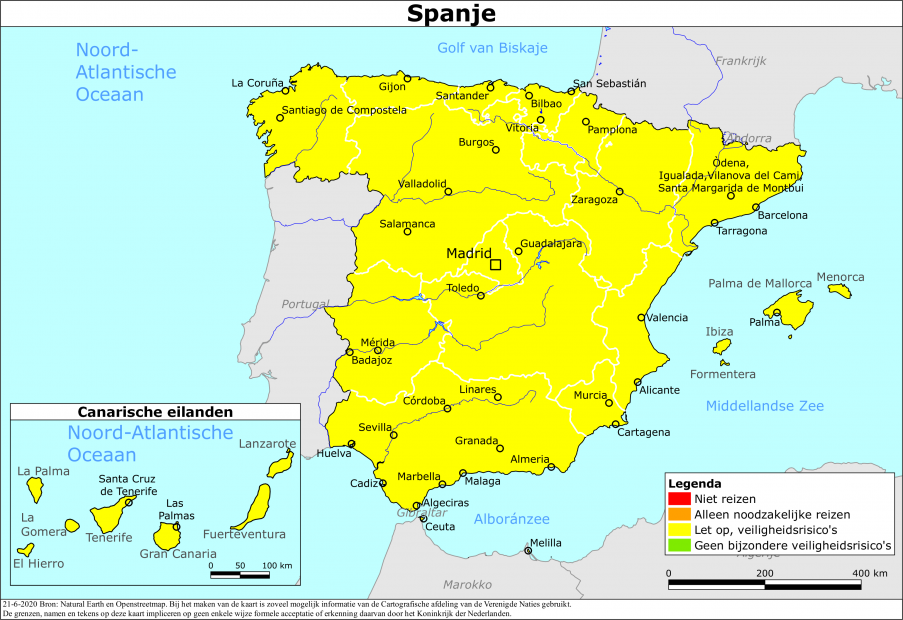 Spanje
Noord-
Atlantische
Oceaan
Golf van Biskaje
Frankrijk
La Coruña
Gijon
Santander
San Sebastián
Bilbao
Santiago de Compostela
Vitoria
Pamplona
Burgos
Andorra
Òdena,
Igualada,Vilanova del Cami,
Santa Margarida de Montbui
Valladolid
Zaragoza
Barcelona
Salamanca
Tarragona
Guadalajara
Madrid
Palma de Mallorca
Menorca
Toledo
Portugal
Valencia
Palma
Ibiza
Mérida
Badajoz
Formentera
Linares
Alicante
Córdoba
Murcia
Middellandse Zee
Canarische eilanden
Sevilla
Cartagena
Noord-Atlantische
Oceaan
Granada
Lanzarote
Huelva
Almeria
La Palma
Santa Cruz
de Tenerife
Cadiz
Marbella
Malaga
Legenda
Niet reizen
Las
Palmas
Algeciras
Gibraltar
Alleen noodzakelijke reizen
La
Gomera
Ceuta
Alboránzee
Let op, veiligheidsrisico's
Tenerife
Fuerteventura
Geen bijzondere veiligheidsrisico's
Gran Canaria
Melilla
Algerije
El Hierro
0 50 100 km
0 200 400 km
Marokko
21-6-2020 Bron: Natural Earth en Openstreetmap. Bij het maken van de kaart is zoveel mogelijk informatie van de Cartografische afdeling van de Verenigde Naties gebruikt.
De grenzen, namen en tekens op deze kaart impliceren op geen enkele wijze formele acceptatie of erkenning daarvan door het Koninkrijk der Nederlanden.